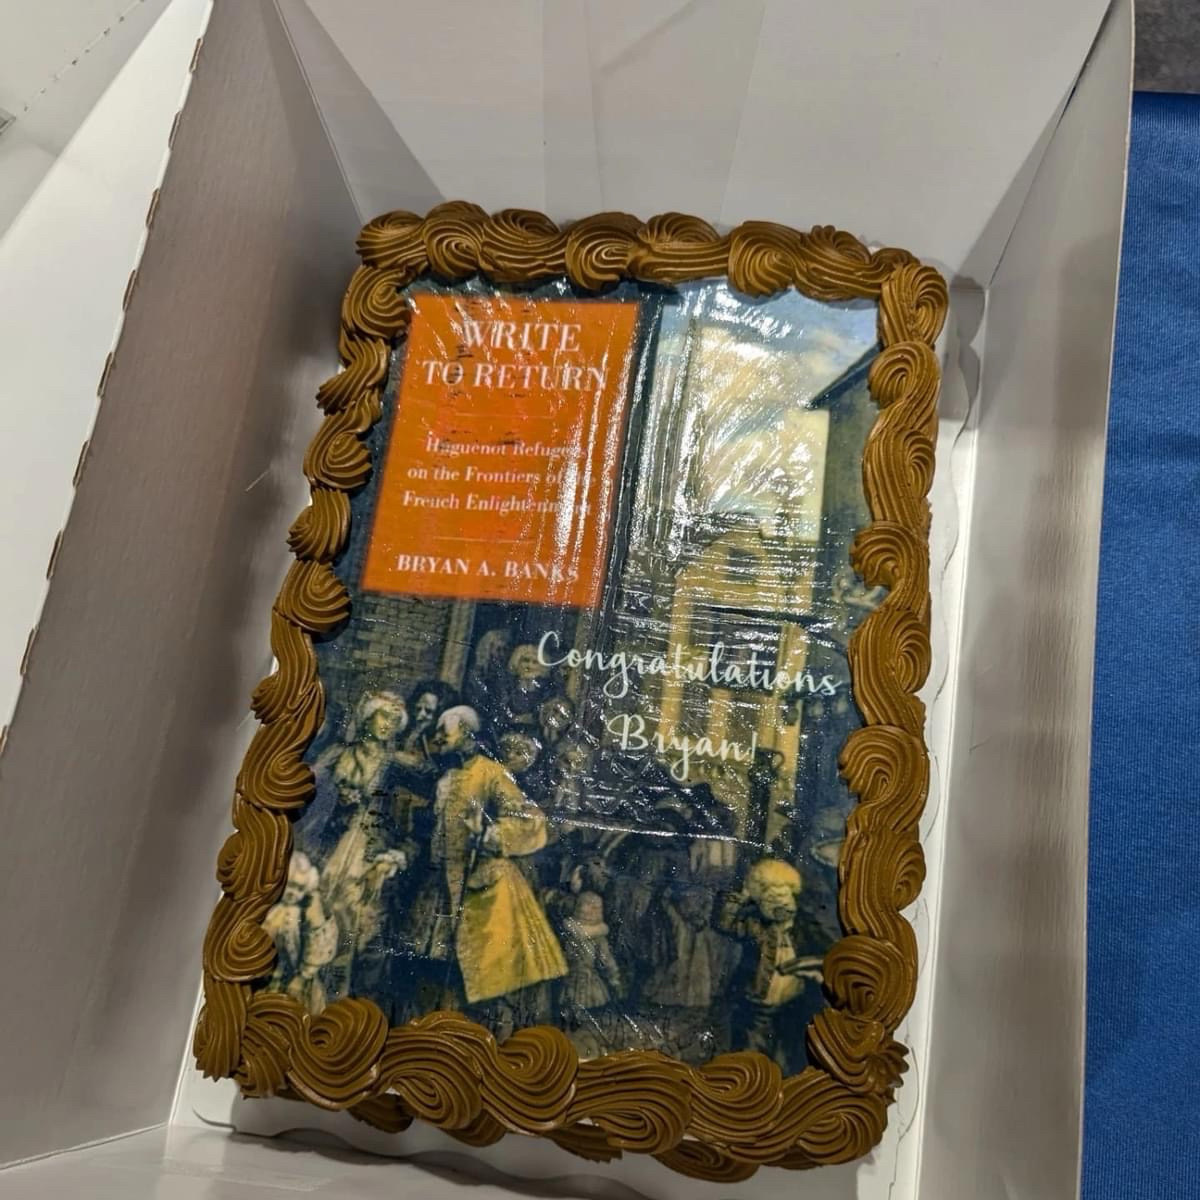 WRITE
TO RETURN
Huguenot Refugees
on the Frontiers of the
French Enlightenment
BRYAN A. BANKS
Congratulations
Bryan!